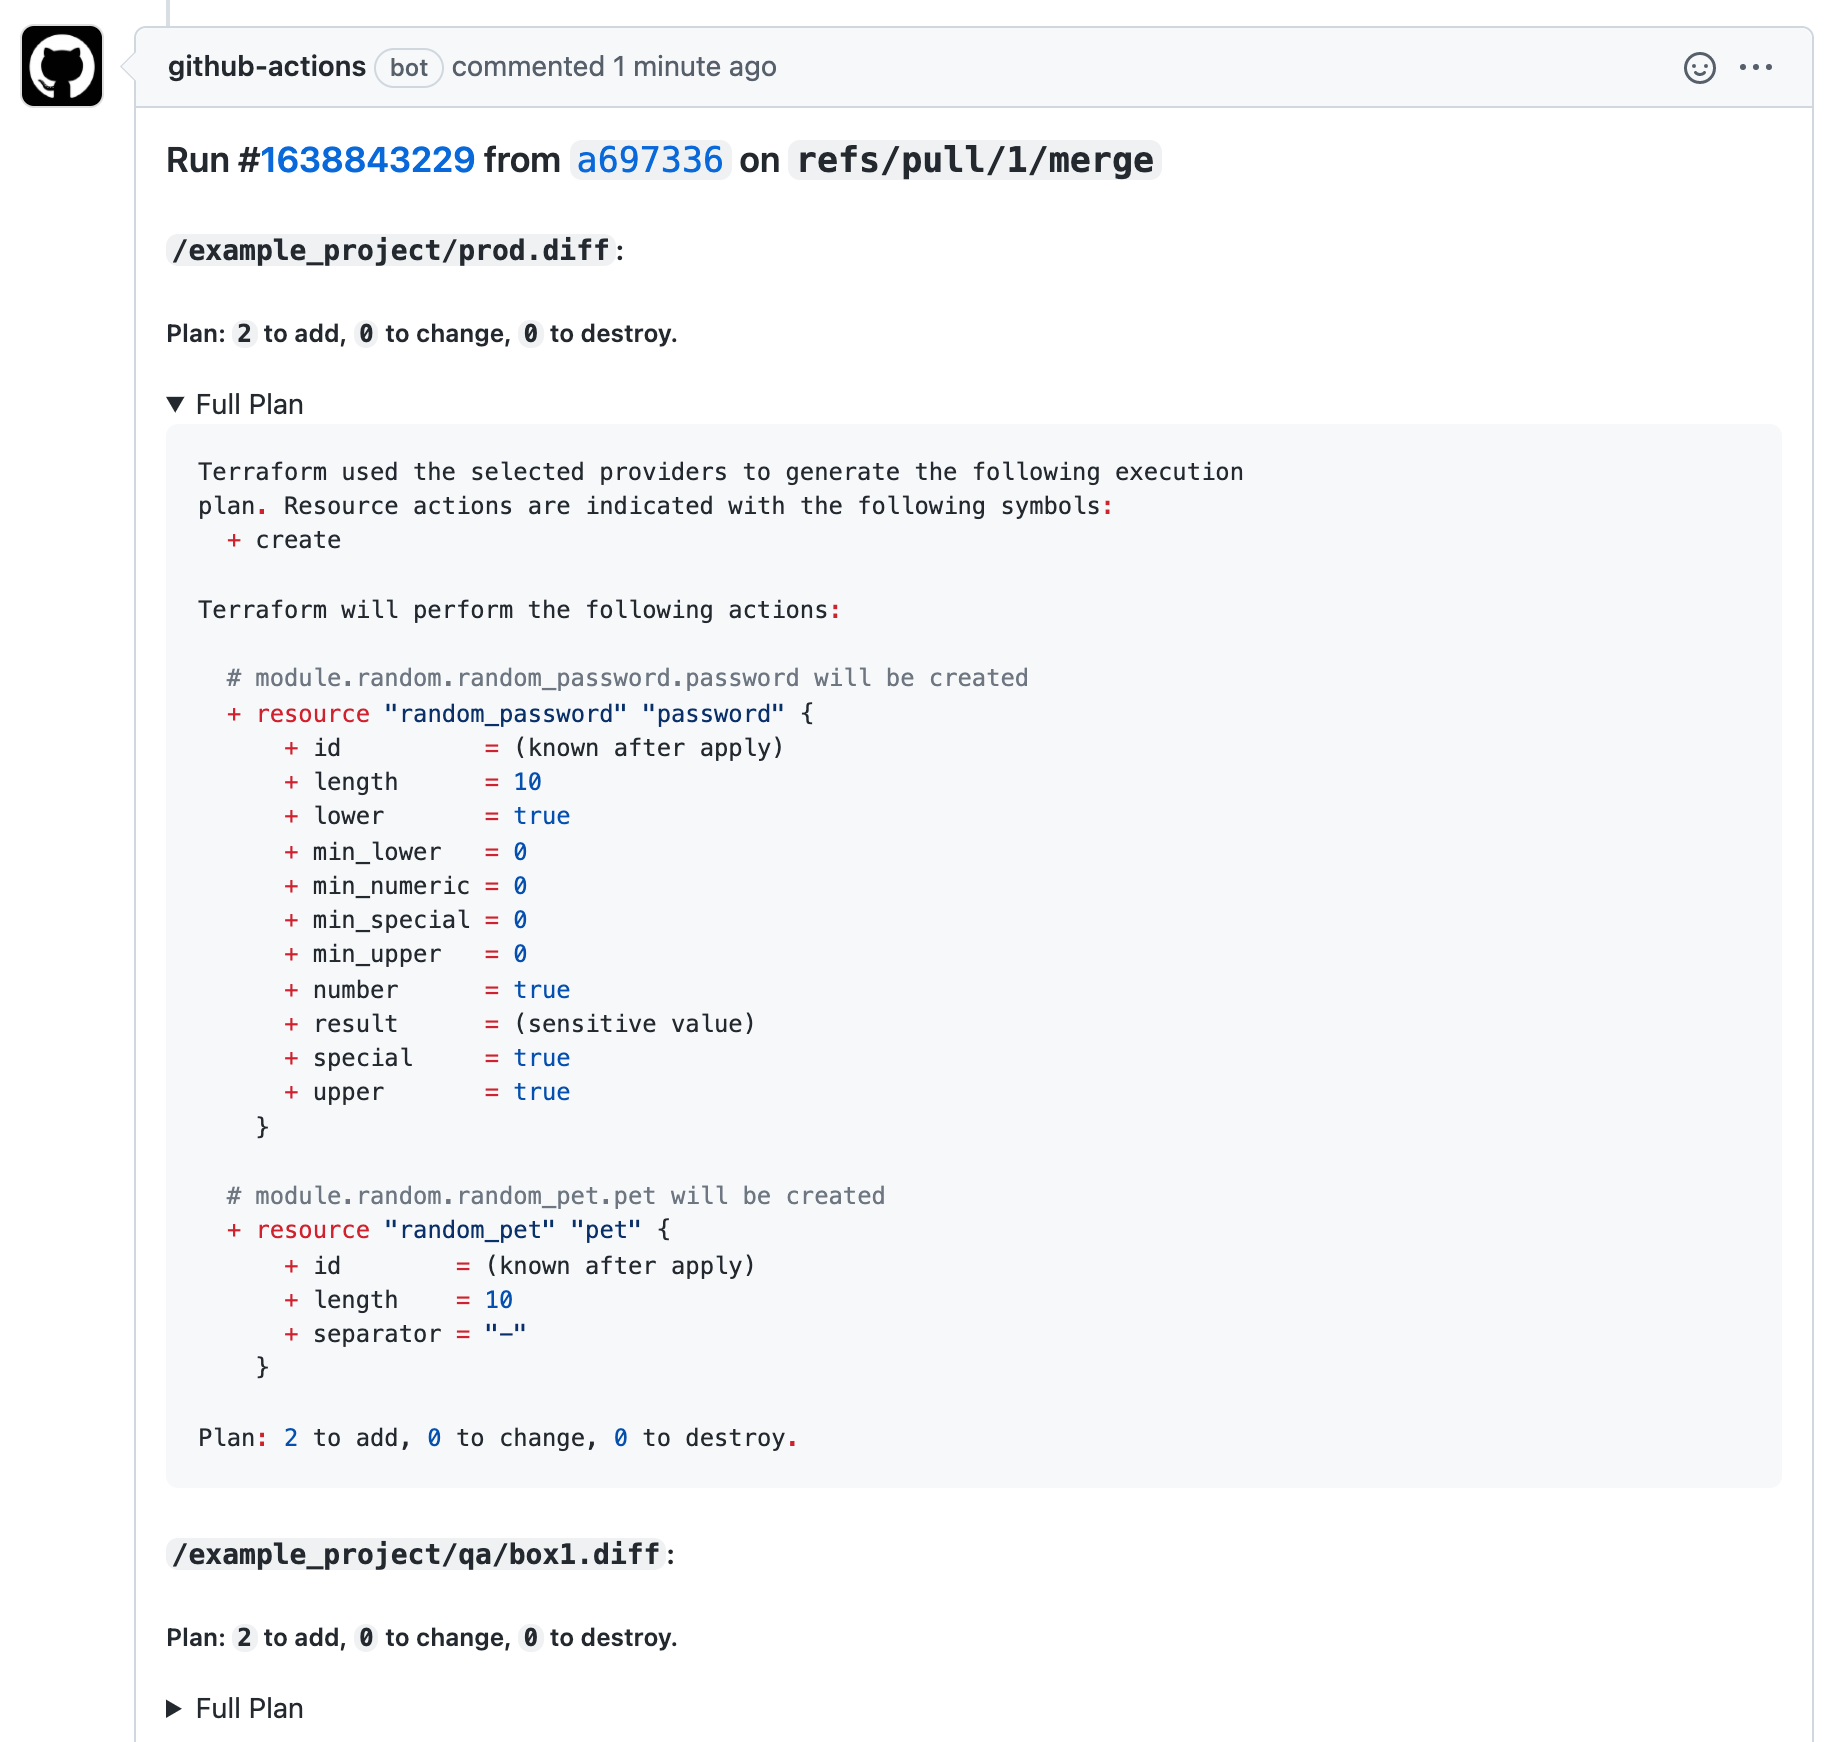 github-actions bot commented 1 minute ago
Run #1638843229 from a697336 on refs/pull/1/merge
/example_project/prod.diff:
Plan: 2 to add, 0 to change, 0 to destroy.
▼ Full Plan
Terraform used the selected providers to generate the following execution
plan. Resource actions are indicated with the following symbols:
  + create
Terraform will perform the following actions:
  # module.random.random_password.password will be created
  + resource "random_password" "password" {
      + id          = (known after apply)
      + length      = 10
      + lower       = true
      + min_lower   = 0
      + min_numeric = 0
      + min_special = 0
      + min_upper   = 0
      + number      = true
      + result      = (sensitive value)
      + special     = true
      + upper       = true
    }
  # module.random.random_pet.pet will be created
  + resource "random_pet" "pet" {
      + id        = (known after apply)
      + length    = 10
      + separator = "-"
    }
Plan: 2 to add, 0 to change, 0 to destroy.
/example_project/qa/box1.diff:
Plan: 2 to add, 0 to change, 0 to destroy.
▶ Full Plan